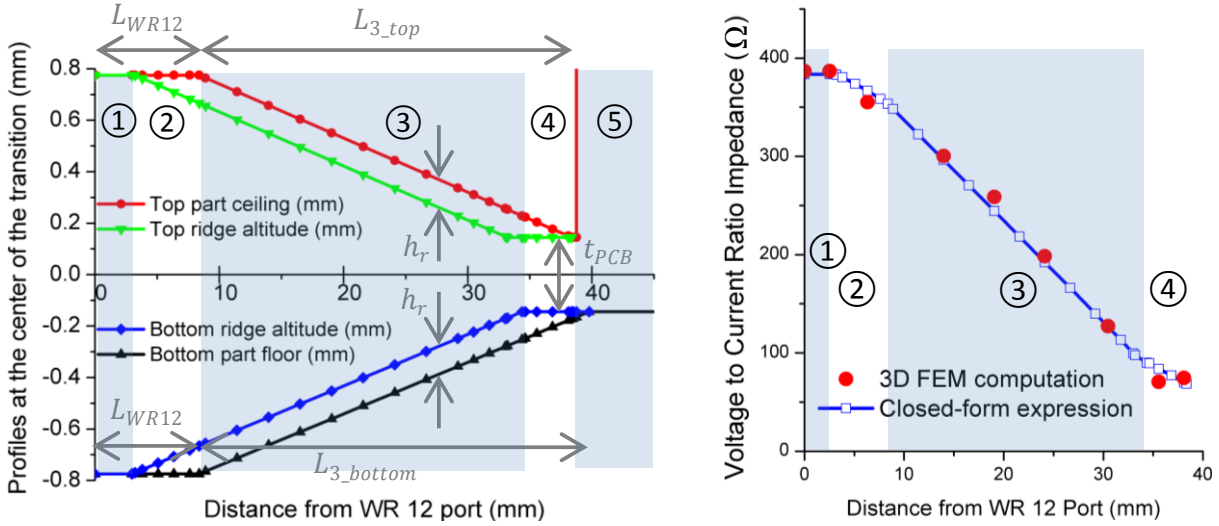 L_WR12
L_3_top
Profiles at the center of the transition (mm)
0.8
0.6
0.4
0.2
0.0
-0.2
-0.4
-0.6
-0.8
① ② ③ ④ ⑤
Top part ceiling (mm)
Top ridge altitude (mm)
h_r
t_PCB
0 10 20 30 40
h_r
Bottom ridge altitude (mm)
Bottom part floor (mm)
L_WR12
L_3_bottom
Distance from WR 12 port (mm)
Voltage to Current Ratio Impedance (Ω)
400
300
200
100
0
① ② ③ ④
3D FEM computation
Closed-form expression
0 10 20 30 40
Distance from WR 12 Port (mm)